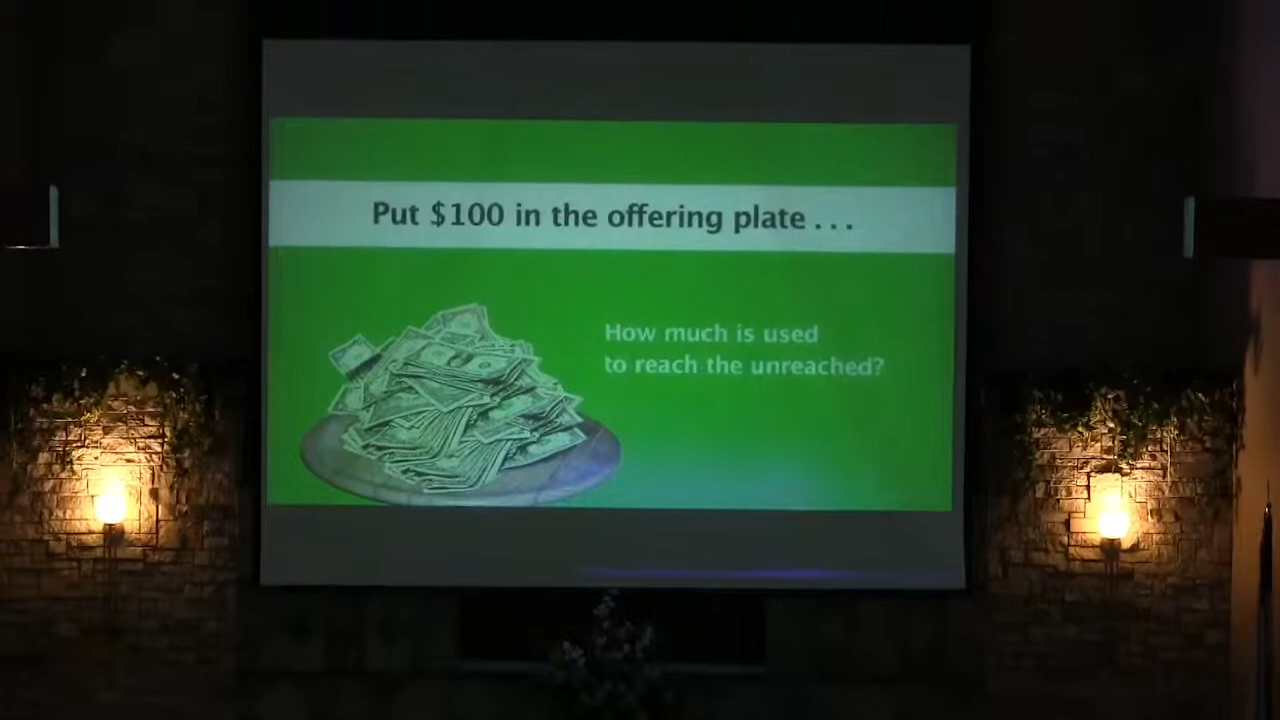 Put $100 in the offering plate . . .
How much is used
to reach the unreached?